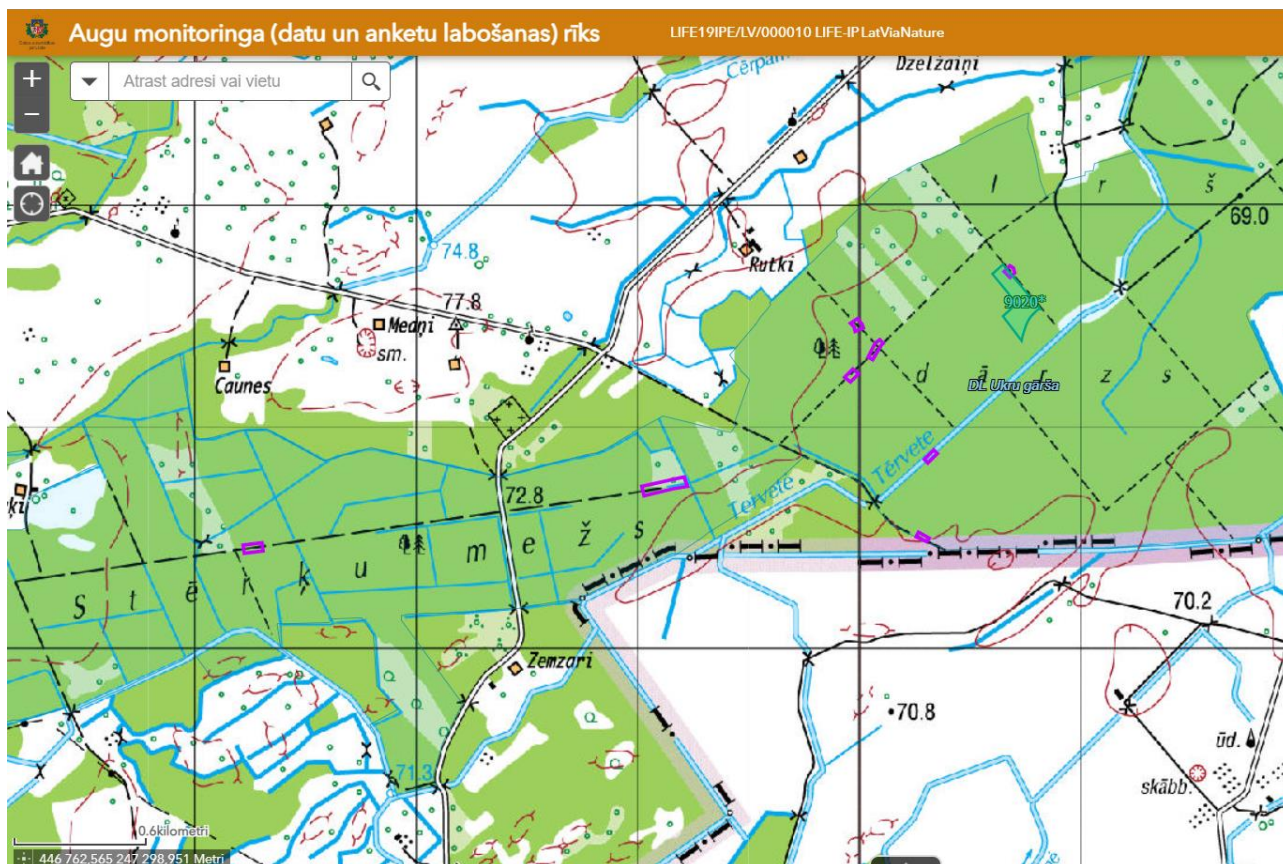 Augu monitoringa (datu un anketu labošanas) rīks
LIFE19IPE/LV/000010 LIFE-IP LatViaNature
+
Atrast adresi vai vietu
−
Dzelžaiņi
I r š
69.0
74.8
Rutki
77.8
9020*
Medņi
sm.
Caunes
d ā r z s
DL Ukru gārša
Tērvete
72.8
Tērvete
S t ē r ķ u m e ž s
70.2
Zemzari
70.8
ūd.
71.3
skābb.
0.6kilometri
446 762,565 247 298,951 Metri